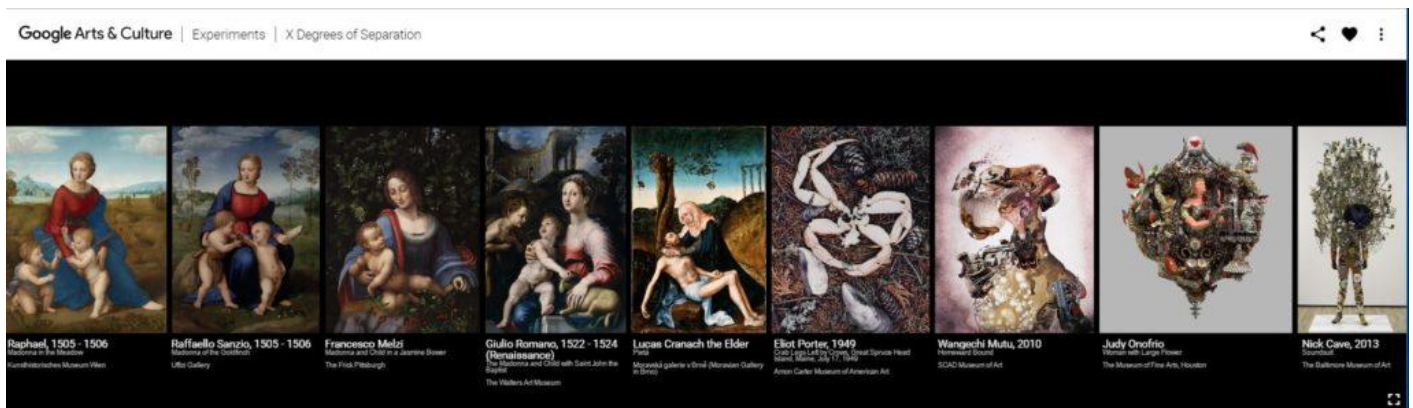 Google Arts & Culture | Experiments | X Degrees of Separation
Raphael, 1505 - 1506
Madonna in the Meadow
Kunsthistorisches Museum Wien
Raffaello Sanzio, 1505 - 1506
Madonna of the Goldfinch
Uffizi Gallery
Francesco Melzi
Madonna and Child in a Jasmine Bower
The Frick Pittsburgh
Giulio Romano, 1522 - 1524
(Renaissance)
The Madonna and Child with Saint John the
Baptist
The Walters Art Museum
Lucas Cranach the Elder
Pietà
Moravská galerie v Brně (Moravian Gallery
in Brno)
Eliot Porter, 1949
Crab Legs Left by Crows, Great Spruce Head
Island, Maine, July 17, 1949
Amon Carter Museum of American Art
Wangechi Mutu, 2010
Homeward Bound
SCAD Museum of Art
Judy Onofrio
Woman with Large Flower
The Museum of Fine Arts, Houston
Nick Cave, 2013
Soundsuit
The Baltimore Museum of Art